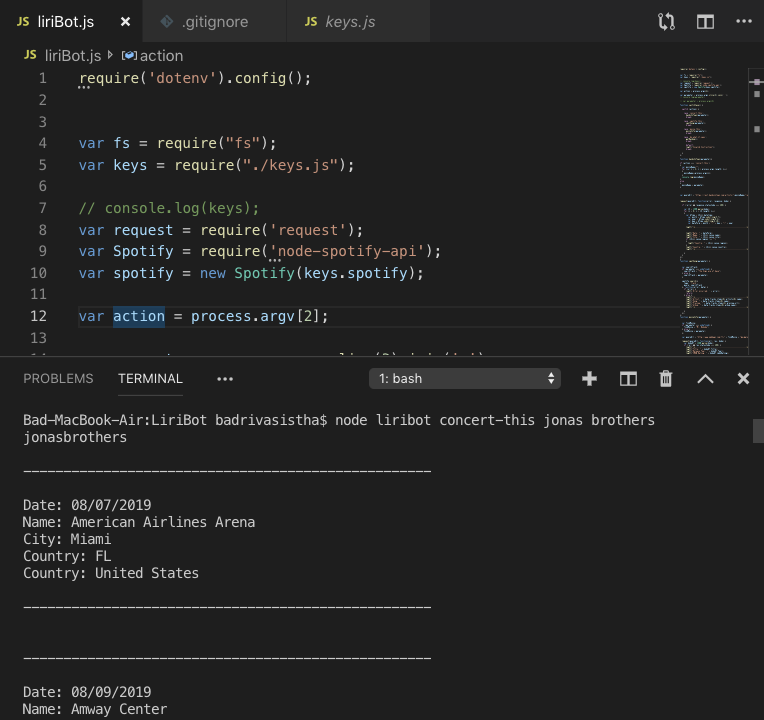 JS liriBot.js × .gitignore JS keys.js
JS liriBot.js action
1 require('dotenv').config();
2
3
4 var fs = require("fs");
5 var keys = require("./keys.js");
6
7 // console.log(keys);
8 var request = require('request');
9 var Spotify = require('node-spotify-api');
10 var spotify = new Spotify(keys.spotify);
11
12 var action = process.argv[2];
13
PROBLEMS TERMINAL ... 1: bash
Bad-MacBook-Air:LiriBot badrivasistha$ node liribot concert-this jonas brothers
jonasbrothers
___________________________________________________
Date: 08/07/2019
Name: American Airlines Arena
City: Miami
Country: FL
Country: United States
___________________________________________________
___________________________________________________
Date: 08/09/2019
Name: Amway Center